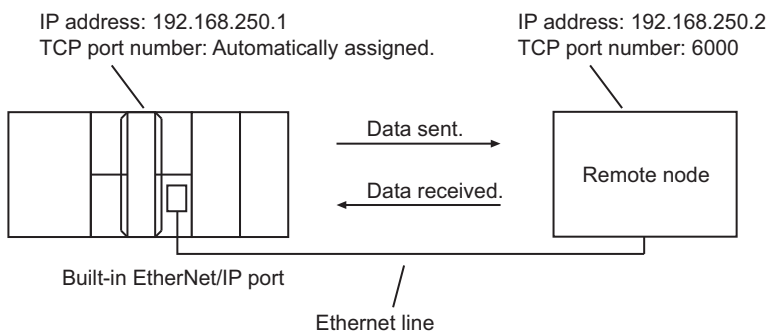 IP address: 192.168.250.1
TCP port number: Automatically assigned.
IP address: 192.168.250.2
TCP port number: 6000
Data sent.
Data received.
Remote node
Built-in EtherNet/IP port
Ethernet line